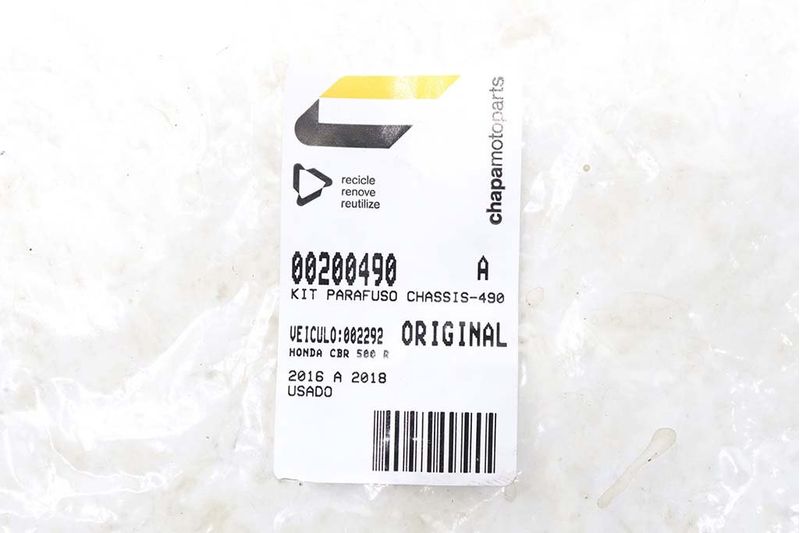 chapamotoparts
recicle
renove
reutilize
00200490 A
KIT PARAFUSO CHASSIS-490
VEICULO:002292 ORIGINAL
HONDA CBR 500 R
2016 A 2018
USADO